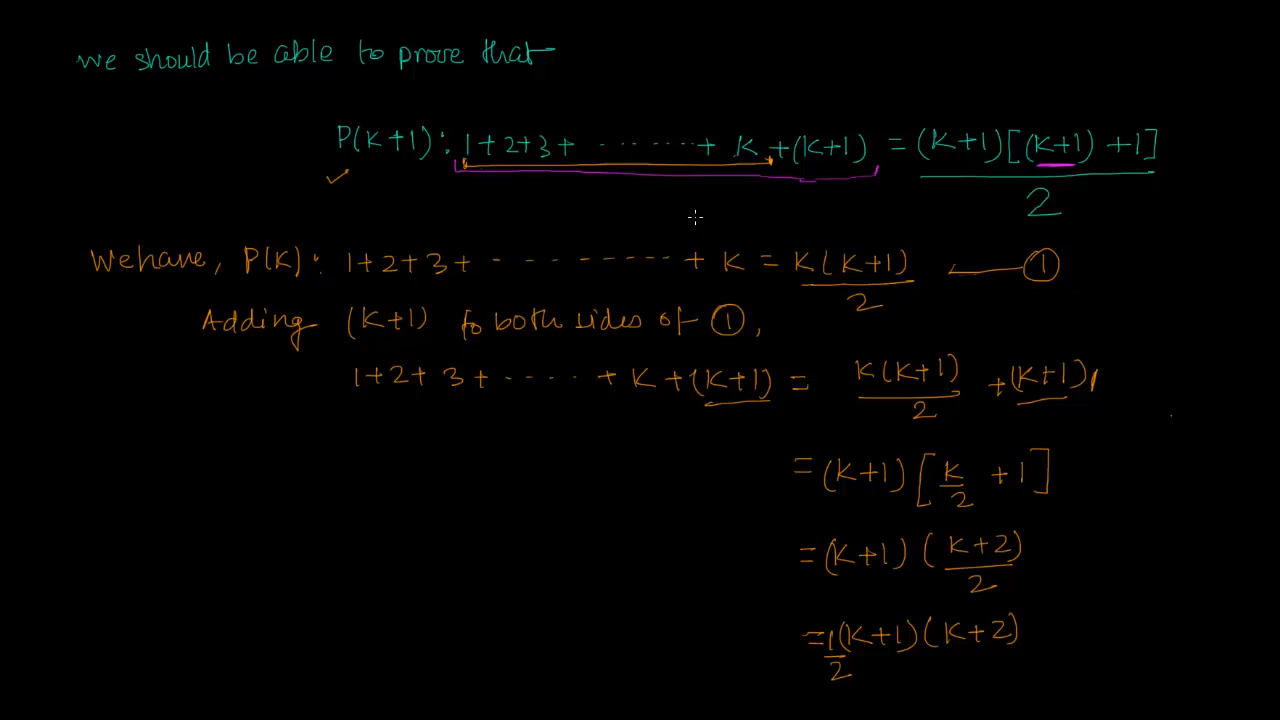 we should be able to prove that
P(K+1): 1+2+3+ ······· + K +(K+1) = (K+1)[(K+1)+1] / 2
We have, P(K): 1+2+3+ ---------- + K = K(K+1) / 2 —— ①
Adding (K+1) to both sides of ①,
1+2+3+ ····· + K +(K+1) = K(K+1) / 2 +(K+1),
= (K+1) [K/2 +1]
= (K+1) (K+2 / 2)
= 1/2 (K+1)(K+2)